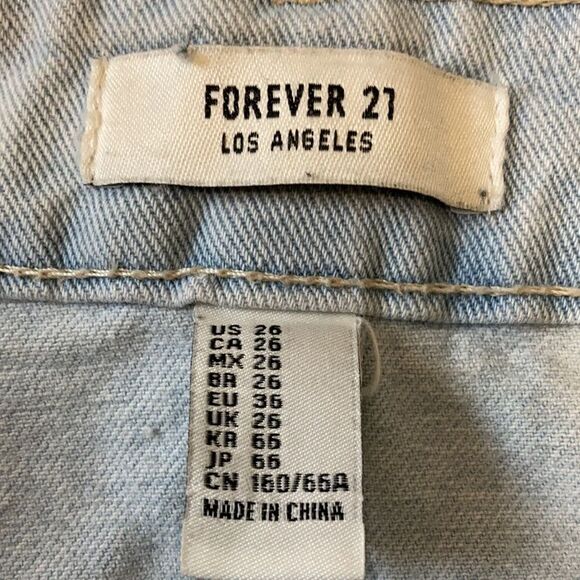 FOREVER 21
LOS ANGELES
US 26
CA 26
MX 26
BR 26
EU 36
UK 26
KR 66
JP 66
CN 160/66A
MADE IN CHINA